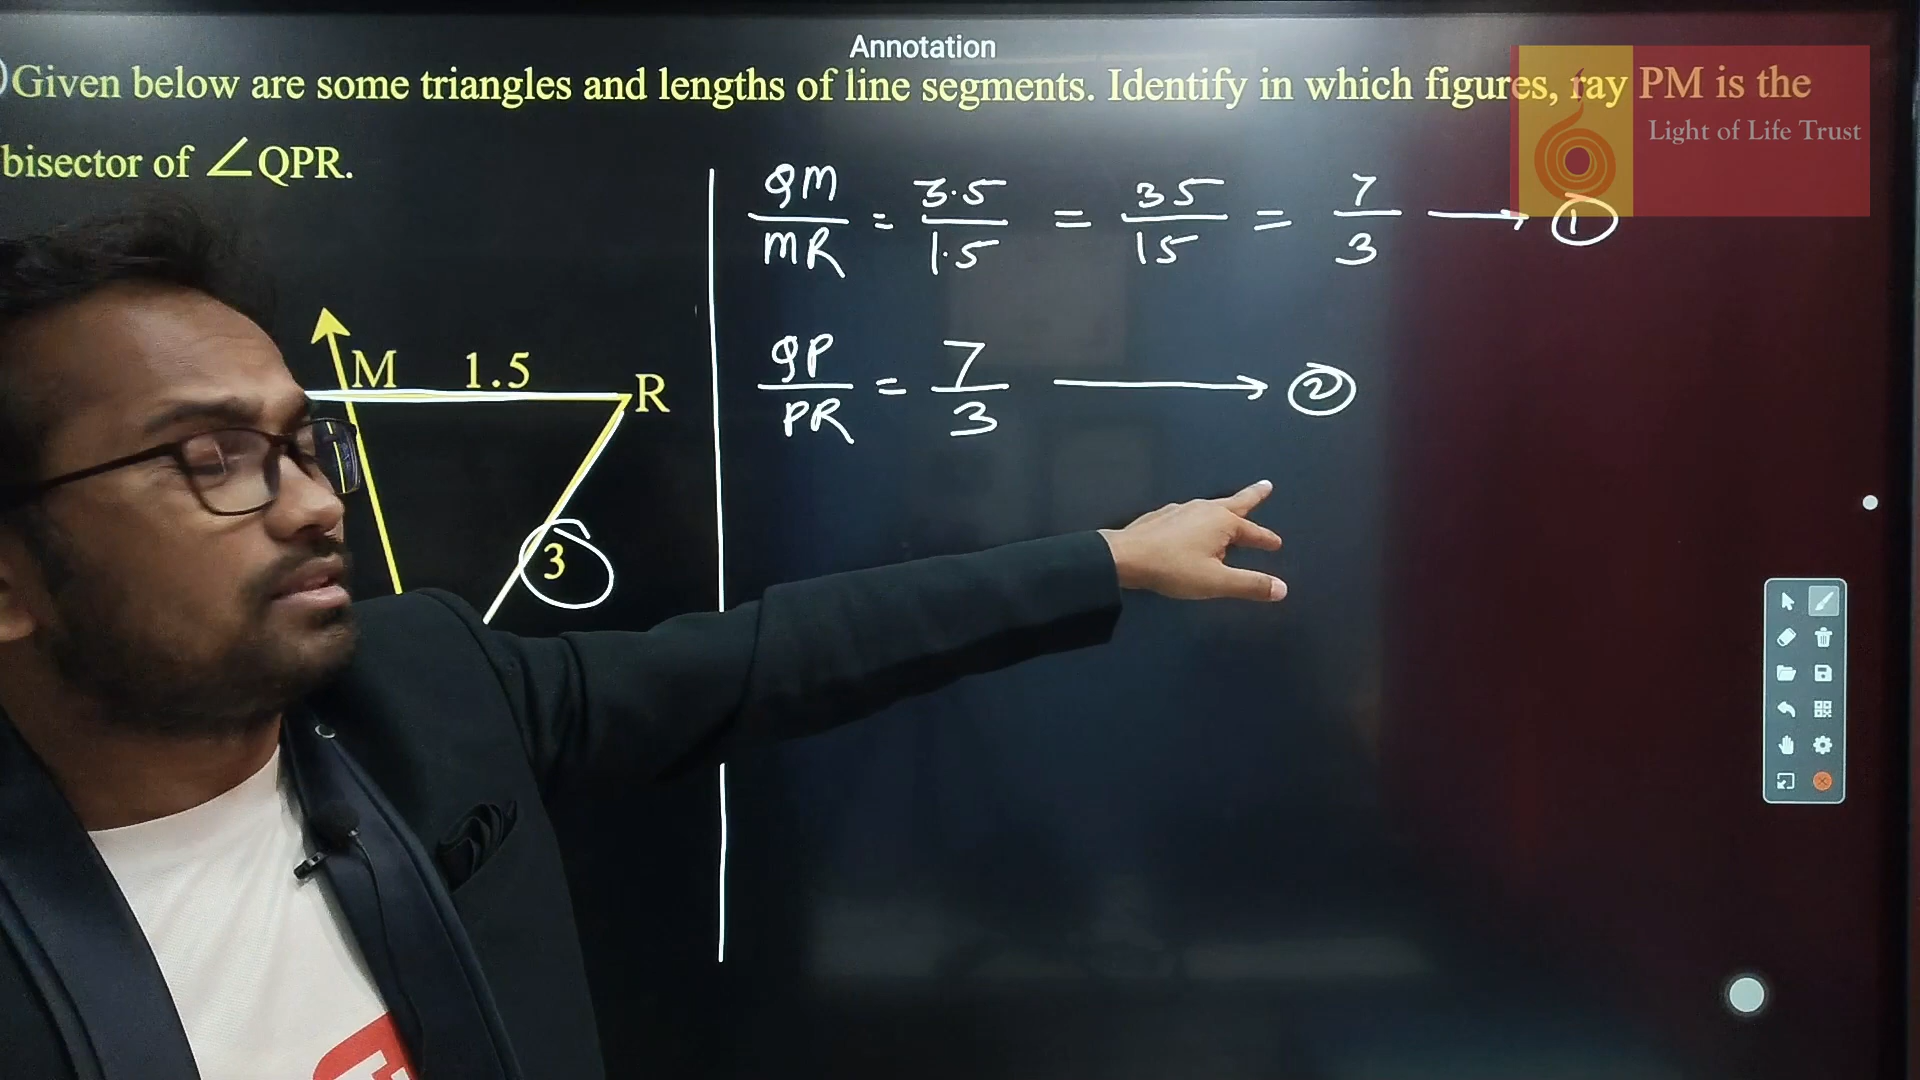 Annotation
Given below are some triangles and lengths of line segments. Identify in which figures, ray PM is the
bisector of ∠QPR.
Light of Life Trust
QM/MR = 3.5/1.5 = 35/15 = 7/3 → ①
M 1.5 R
QP/PR = 7/3 → ②
3